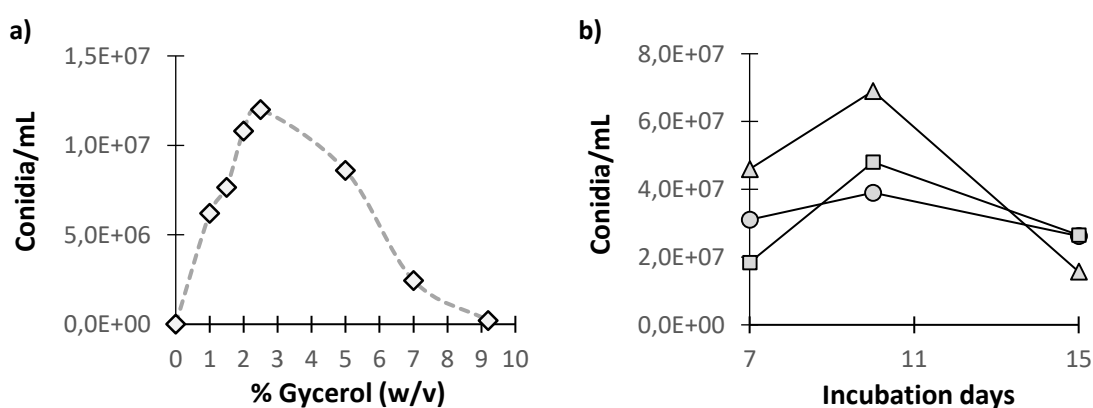 a)
1,5E+07
1,0E+07
5,0E+06
0,0E+00
Conidia/mL
0 1 2 3 4 5 6 7 8 9 10
% Gycerol (w/v)
b)
8,0E+07
6,0E+07
4,0E+07
2,0E+07
0,0E+00
Conidia/mL
7 11 15
Incubation days